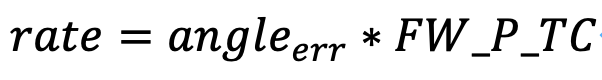 rate = angle_err * FW_P_TC